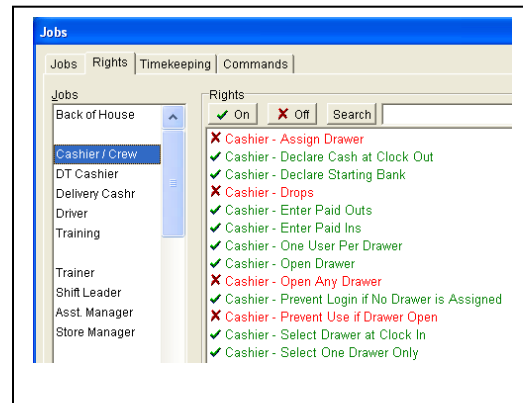 Jobs
Jobs Rights Timekeeping Commands
Jobs
Back of House
Cashier / Crew
DT Cashier
Delivery Cashr
Driver
Training
Trainer
Shift Leader
Asst. Manager
Store Manager
Rights
On Off Search
Cashier - Assign Drawer
Cashier - Declare Cash at Clock Out
Cashier - Declare Starting Bank
Cashier - Drops
Cashier - Enter Paid Outs
Cashier - Enter Paid Ins
Cashier - One User Per Drawer
Cashier - Open Drawer
Cashier - Open Any Drawer
Cashier - Prevent Login if No Drawer is Assigned
Cashier - Prevent Use if Drawer Open
Cashier - Select Drawer at Clock In
Cashier - Select One Drawer Only